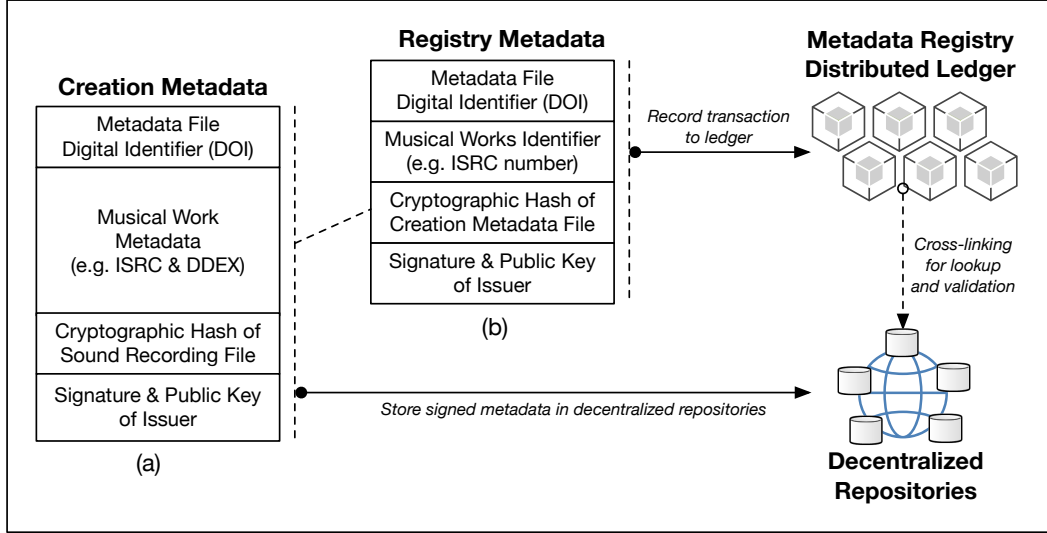 Creation Metadata
Metadata File
Digital Identifier (DOI)
Musical Work
Metadata
(e.g. ISRC & DDEX)
Cryptographic Hash of
Sound Recording File
Signature & Public Key
of Issuer
(a)
Registry Metadata
Metadata File
Digital Identifier (DOI)
Musical Works Identifier
(e.g. ISRC number)
Cryptographic Hash of
Creation Metadata File
Signature & Public Key
of Issuer
(b)
Record transaction
to ledger
Metadata Registry
Distributed Ledger
Cross-linking
for lookup
and validation
Store signed metadata in decentralized repositories
Decentralized
Repositories